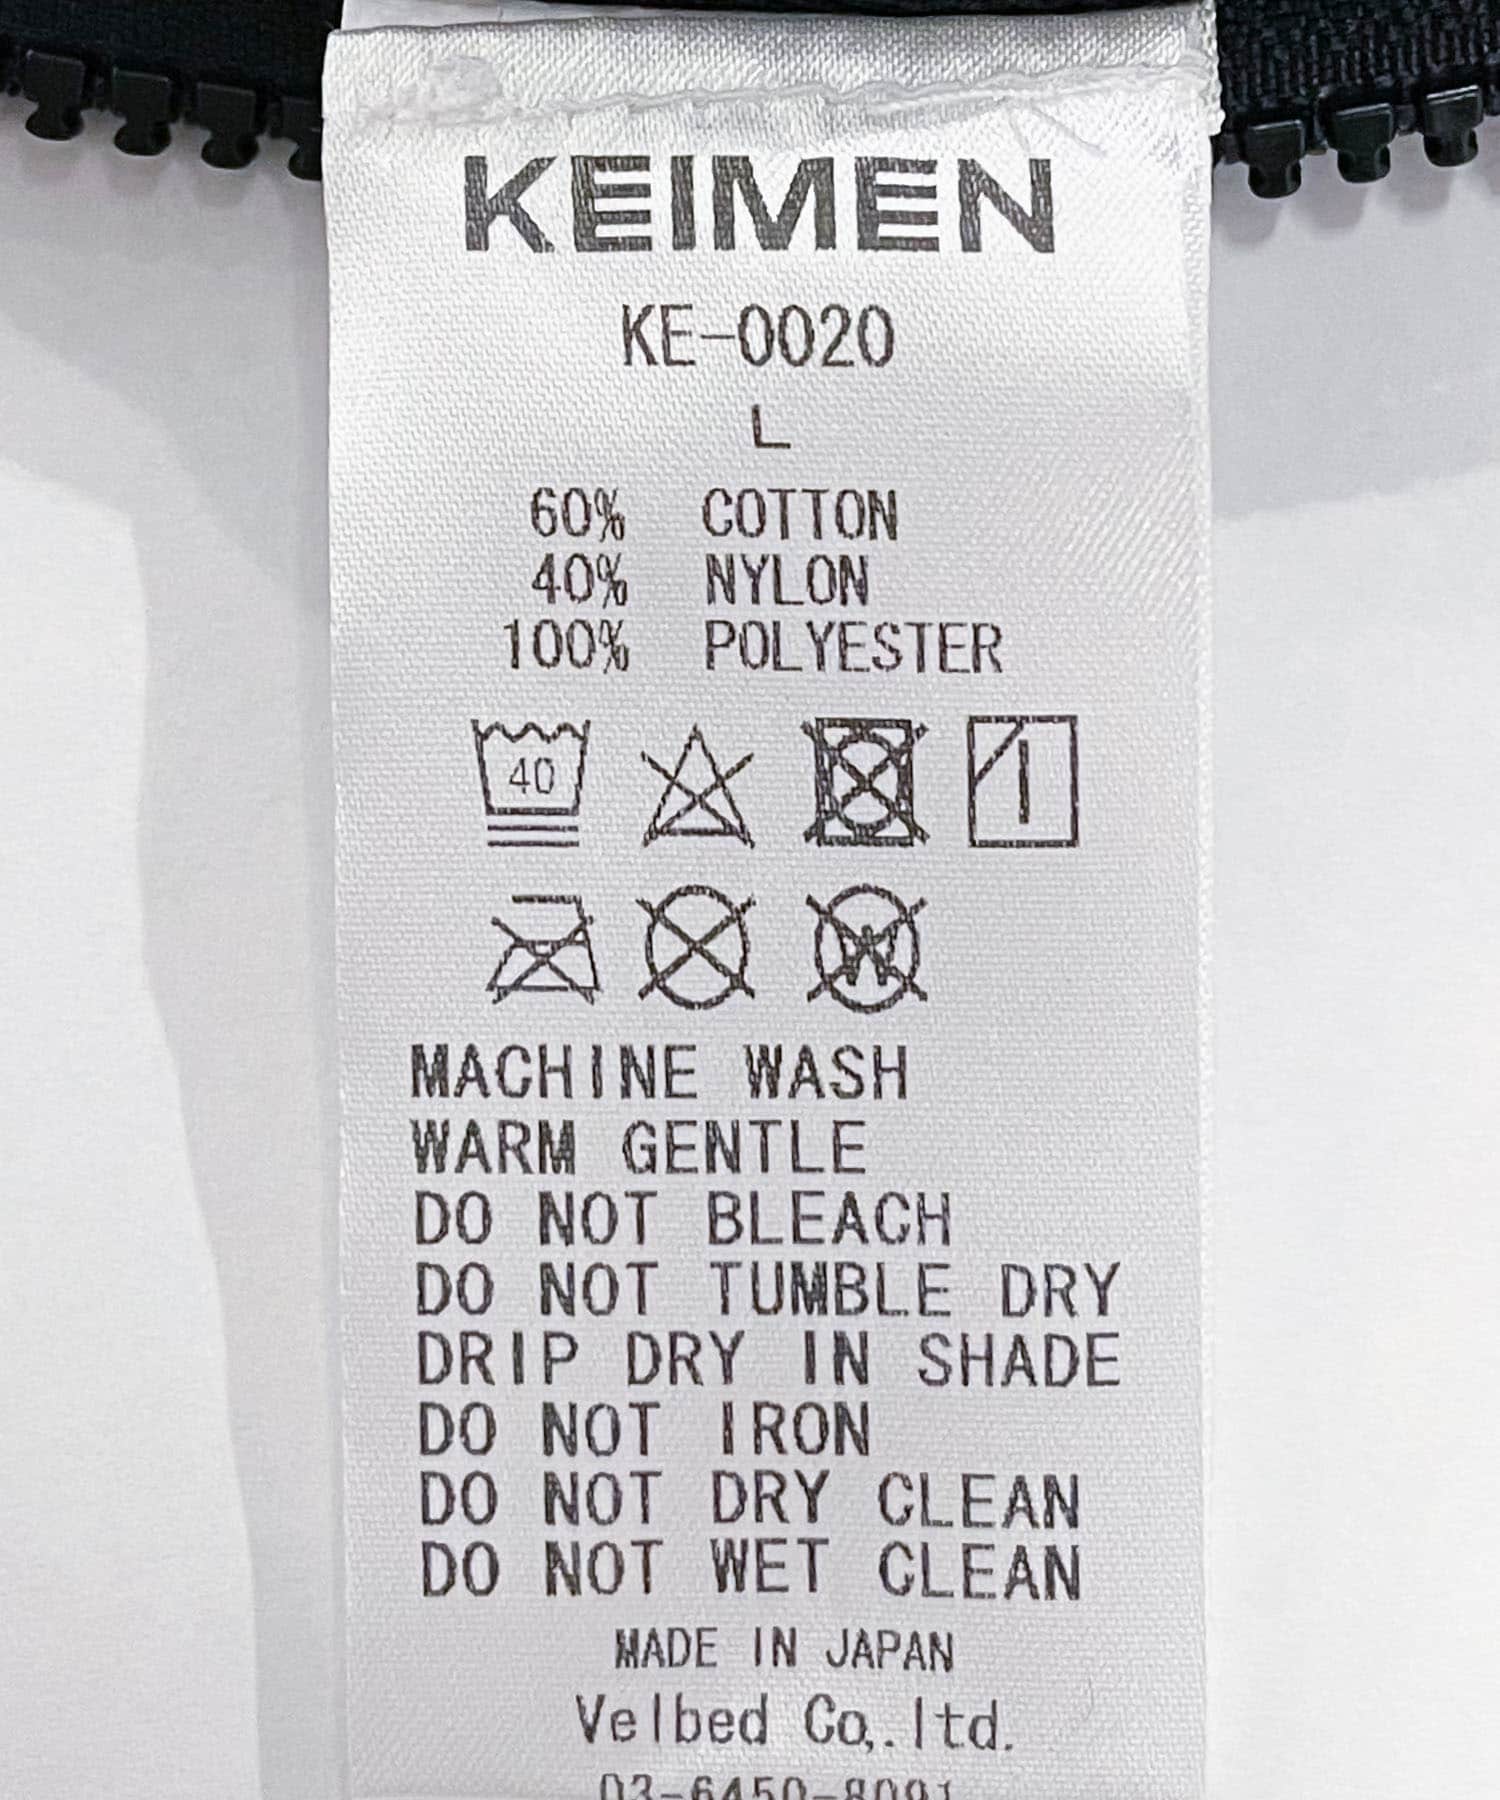 KEIMEN
KE-0020
L
60% COTTON
40% NYLON
100% POLYESTER
40
W
MACHINE WASH
WARM GENTLE
DO NOT BLEACH
DO NOT TUMBLE DRY
DRIP DRY IN SHADE
DO NOT IRON
DO NOT DRY CLEAN
DO NOT WET CLEAN
MADE IN JAPAN
Velbed Co,.ltd.